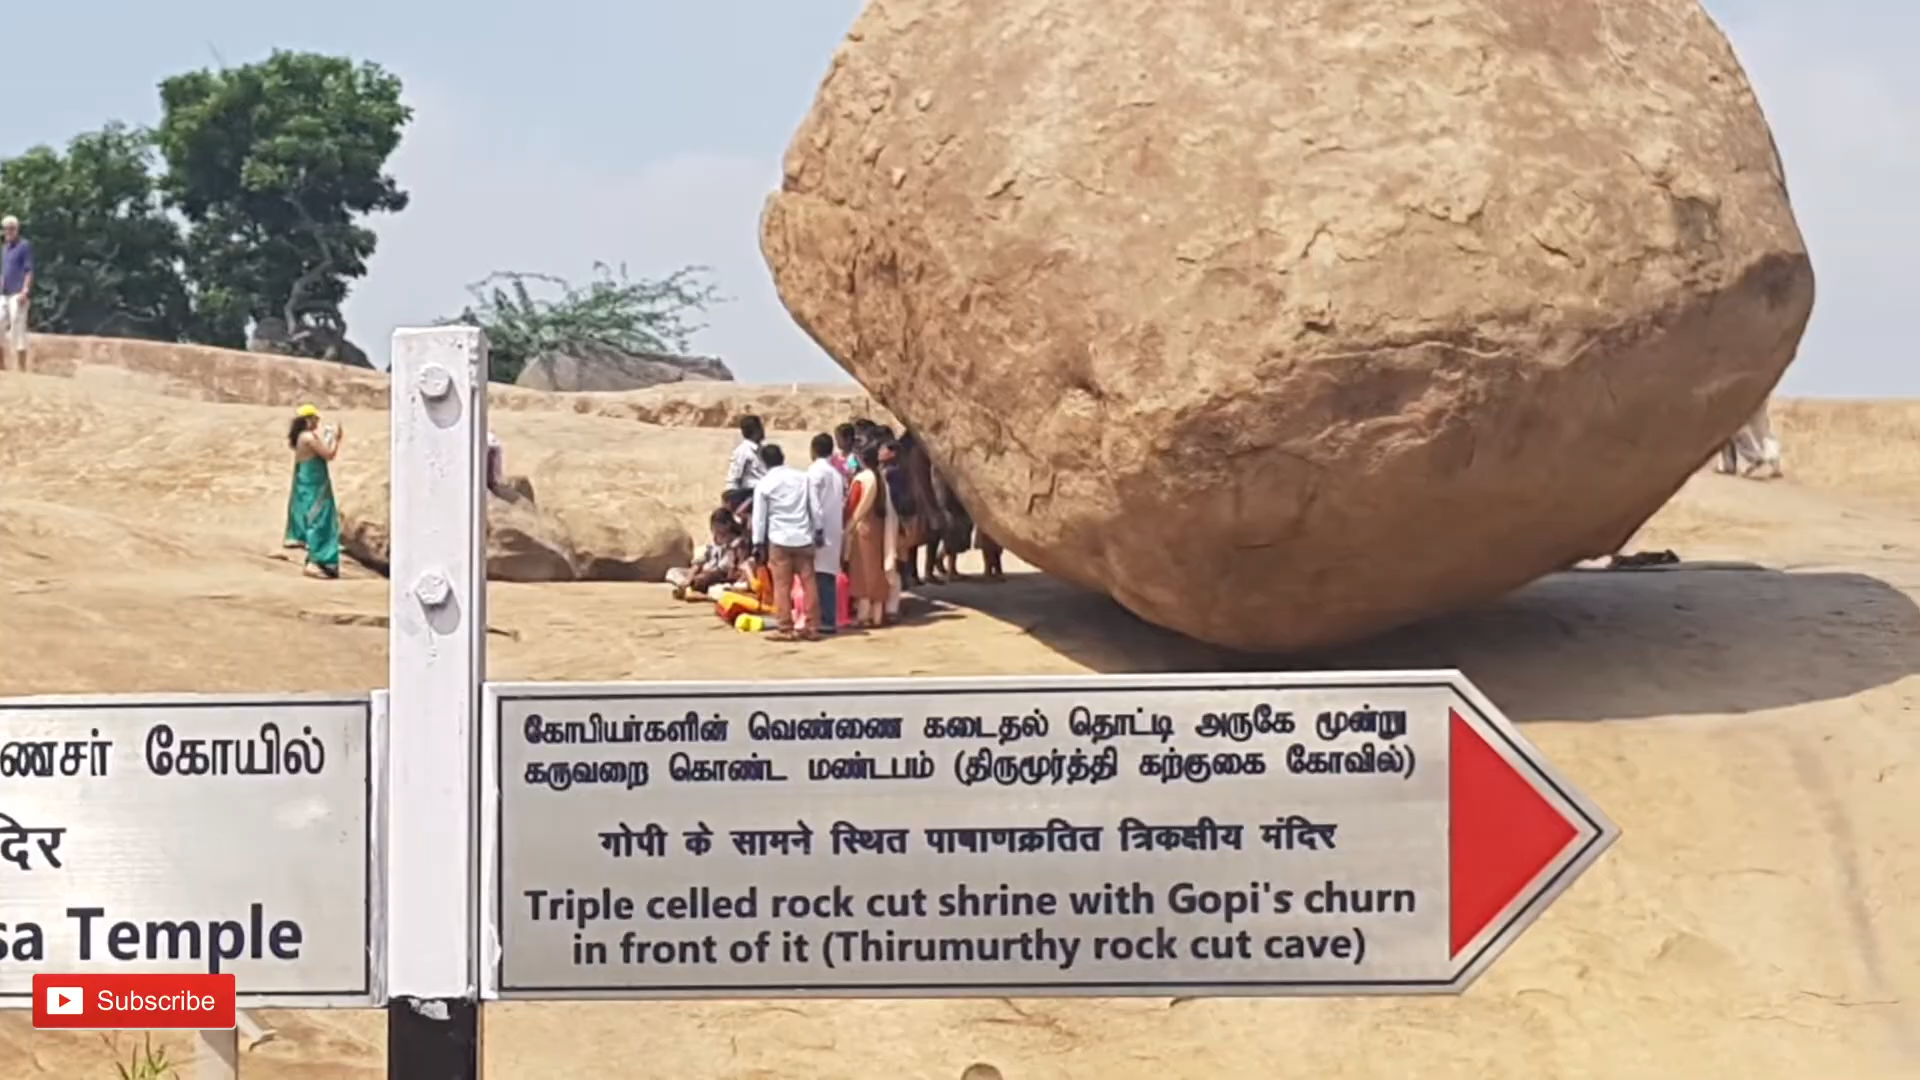 ணசர் கோயில்
दिर
sa Temple
கோபியர்களின் வெண்ணை கடைதல் தொட்டி அருகே மூன்று
கருவறை கொண்ட மண்டபம் (திருமூர்த்தி கற்குகை கோவில்)
गोपी के सामने स्थित पाषाणक्रतित त्रिकक्षीय मंदिर
Triple celled rock cut shrine with Gopi's churn
in front of it (Thirumurthy rock cut cave)
Subscribe